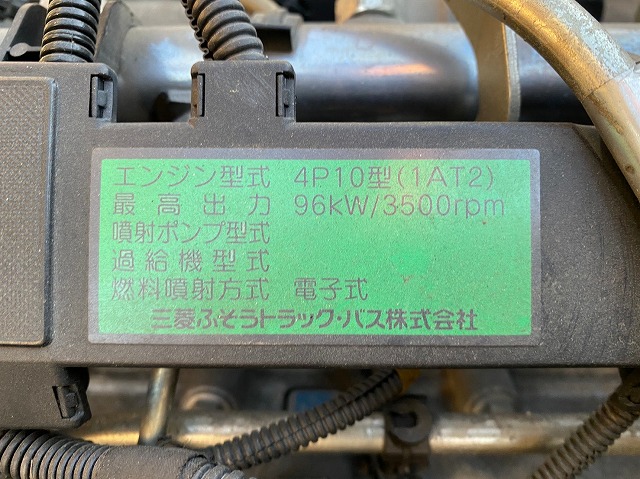 エンジン型式 4P10型(1AT2)
最高出力 96kW/3500rpm
噴射ポンプ型式
過給機型式
燃料噴射方式 電子式
三菱ふそうトラック・バス株式会社